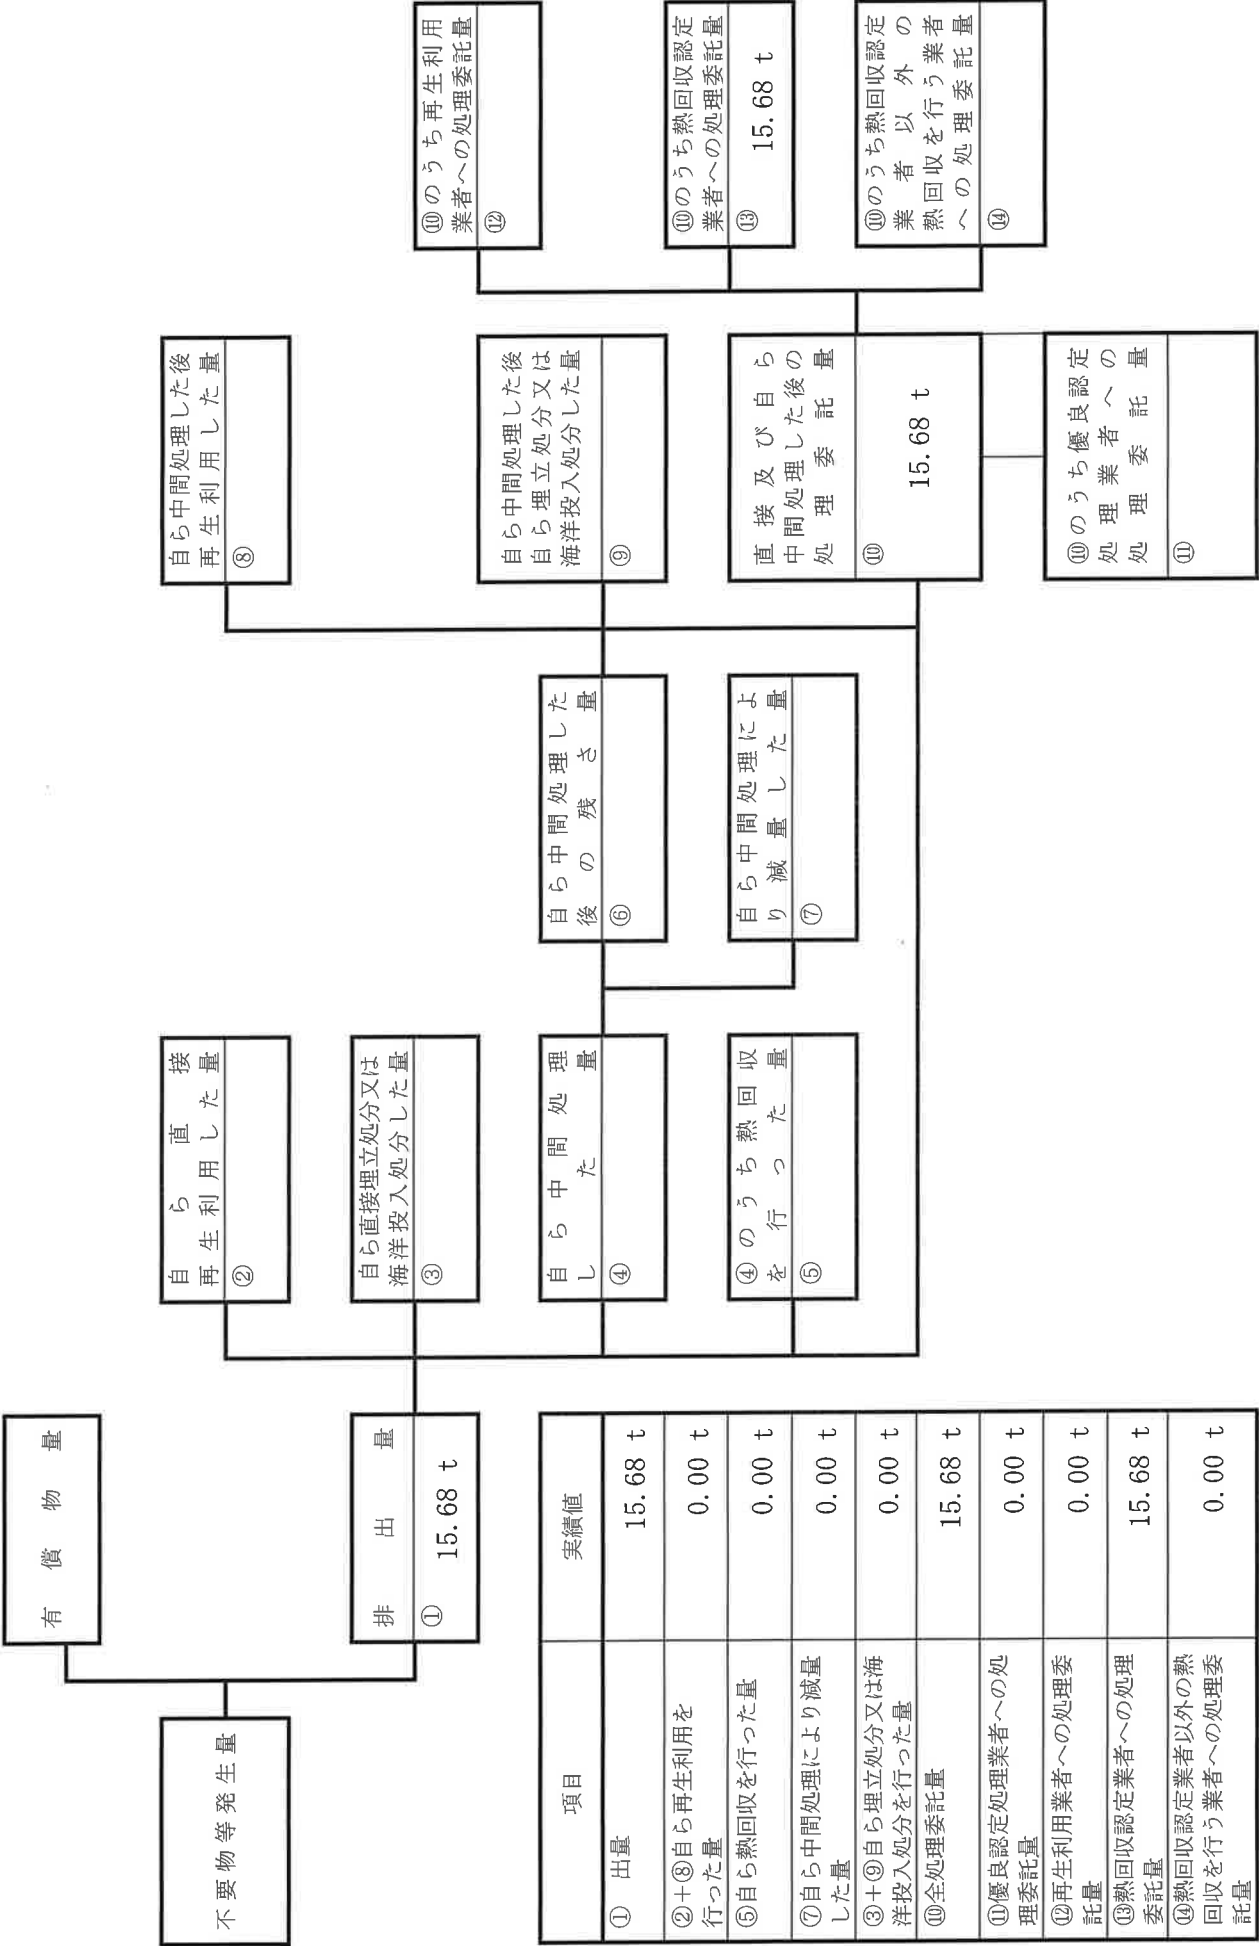 不要物等発生量
有償物量
排出量
① 15.68 t
自ら直接
再生利用した量
②
自ら直接埋立処分又は
海洋投入処分した量
③
自ら中間処理
した量
④
④のうち熱回収
を行った量
⑤
自ら中間処理した
後の残さ量
⑥
自ら中間処理によ
り減量した量
⑦
自ら中間処理した後
再生利用した量
⑧
自ら中間処理した後
自ら埋立処分又は
海洋投入処分した量
⑨
直接及び自ら
中間処理した後の
処理委託量
⑩
15.68 t
⑩のうち優良認定
処理業者への
処理委託量
⑪
⑩のうち再生利用
業者への処理委託量
⑫
⑩のうち熱回収認定
業者への処理委託量
⑬ 15.68 t
⑩のうち熱回収認定
業者以外の
熱回収を行う業者
への処理委託量
⑭
項目 実績値
① 出量 15.68 t
②+⑧自ら再生利用を
行った量 0.00 t
⑤自ら熱回収を行った量 0.00 t
⑦自ら中間処理により減量
した量 0.00 t
③+⑨自ら埋立処分又は海
洋投入処分を行った量 0.00 t
⑩全処理委託量 15.68 t
⑪優良認定処理業者への処
理委託量 0.00 t
⑫再生利用業者への処理委
託量 0.00 t
⑬熱回収認定業者への処理
委託量 15.68 t
⑭熱回収認定業者以外の熱
回収を行う業者への処理委
託量 0.00 t